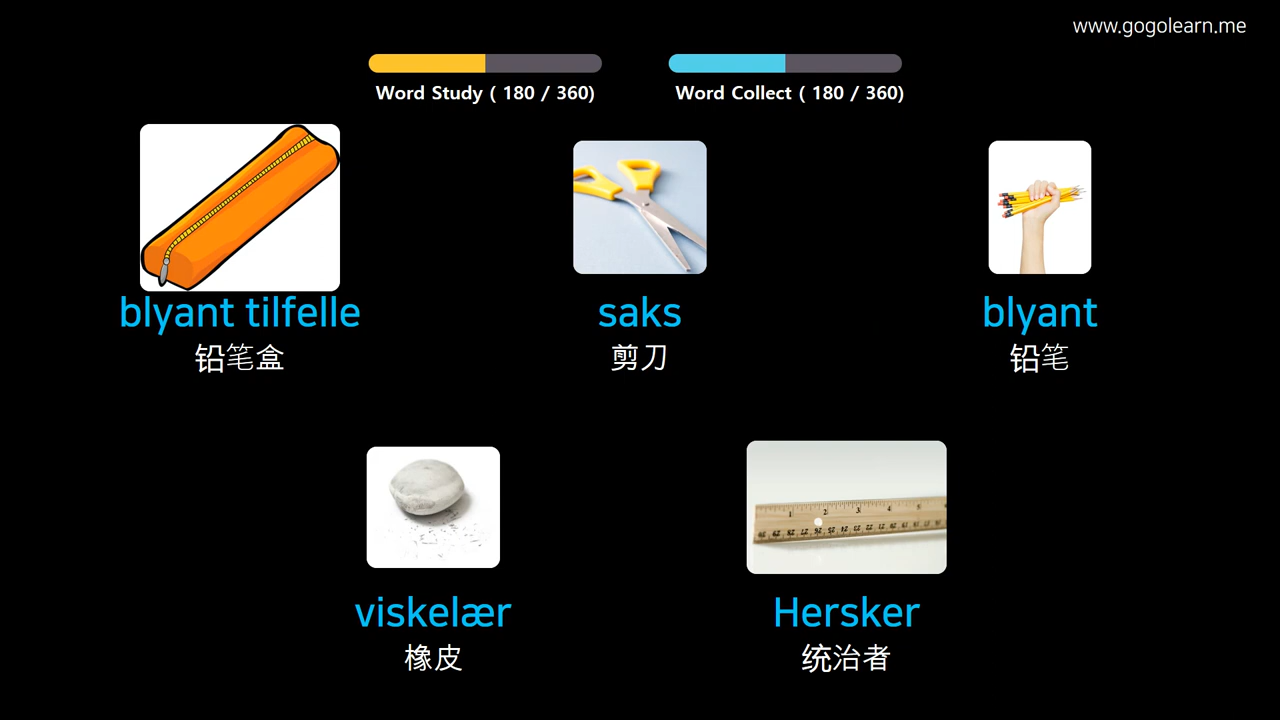 www.gogolearn.me
Word Study ( 180 / 360)
Word Collect ( 180 / 360)
blyant tilfelle
铅笔盒
saks
剪刀
blyant
铅笔
viskelær
橡皮
Hersker
统治者